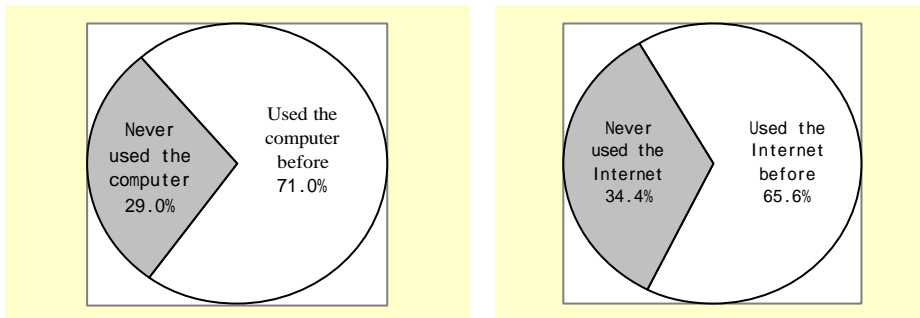 Never
used the
computer
29.0%
Used the
computer
before
71.0%
Never
used the
Internet
34.4%
Used the
Internet
before
65.6%